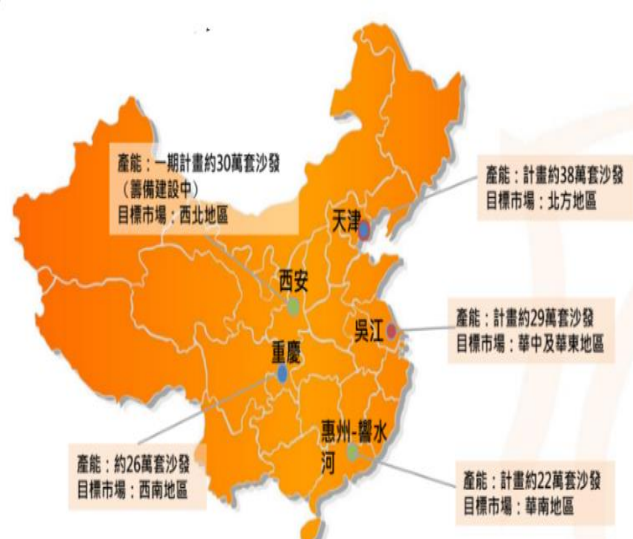 產能：一期計畫約30萬套沙發
（籌備建設中）
目標市場：西北地區
產能：計畫約38萬套沙發
目標市場：北方地區
天津
西安
吳江
產能：計畫約29萬套沙發
目標市場：華中及華東地區
重慶
產能：約26萬套沙發
目標市場：西南地區
惠州-響水
河
產能：計畫約22萬套沙發
目標市場：華南地區